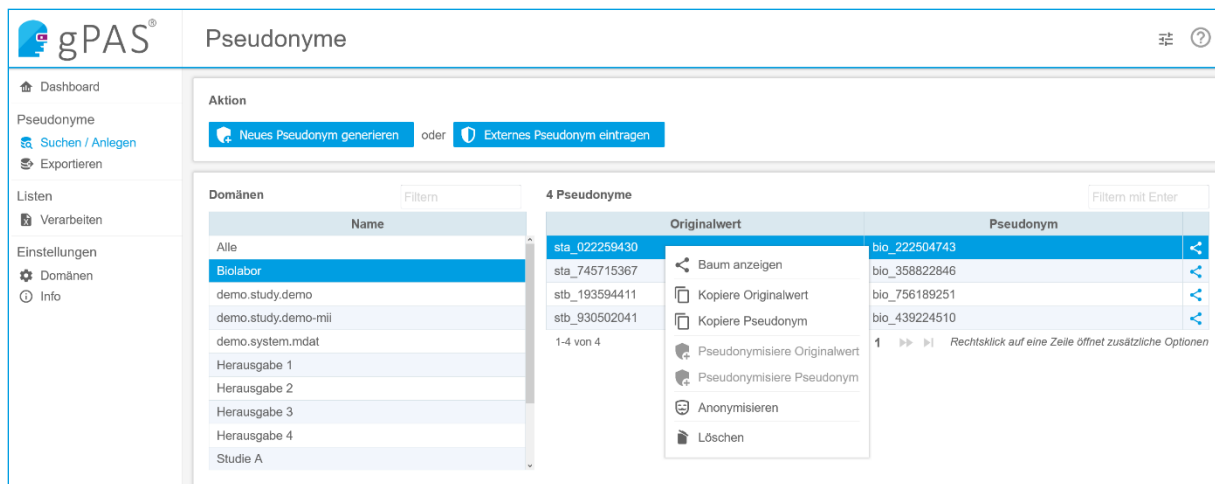 gPAS®
Pseudonyme
Dashboard
Pseudonyme
Suchen / Anlegen
Exportieren
Listen
Verarbeiten
Einstellungen
Domänen
Info
Aktion
Neues Pseudonym generieren oder Externes Pseudonym eintragen
Domänen Filtern
Name
Alle
Biolabor
demo.study.demo
demo.study.demo-mii
demo.system.mdat
Herausgabe 1
Herausgabe 2
Herausgabe 3
Herausgabe 4
Studie A
4 Pseudonyme Filtern mit Enter
Originalwert Pseudonym
sta_022259430 bio_222504743
sta_745715367 bio_358822846
stb_193594411 bio_756189251
stb_930502041 bio_439224510
1-4 von 4 1 Rechtsklick auf eine Zeile öffnet zusätzliche Optionen
Baum anzeigen
Kopiere Originalwert
Kopiere Pseudonym
Pseudonymisiere Originalwert
Pseudonymisiere Pseudonym
Anonymisieren
Löschen